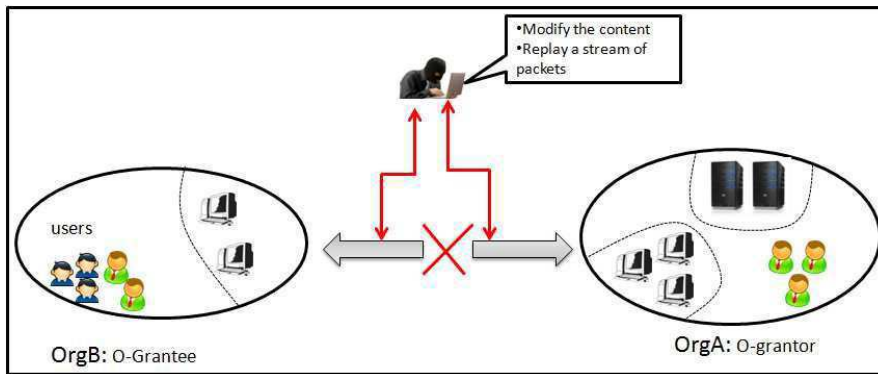 •Modify the content
•Replay a stream of
packets
users
OrgB: O-Grantee
OrgA: O-grantor